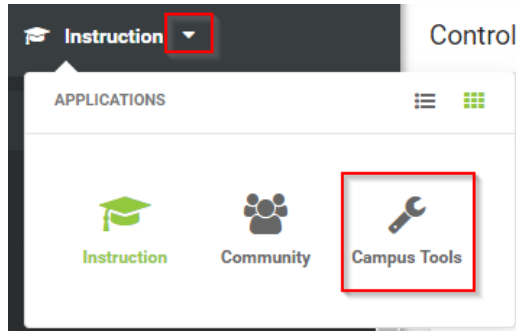 Instruction
Control
APPLICATIONS
Instruction
Community
Campus Tools